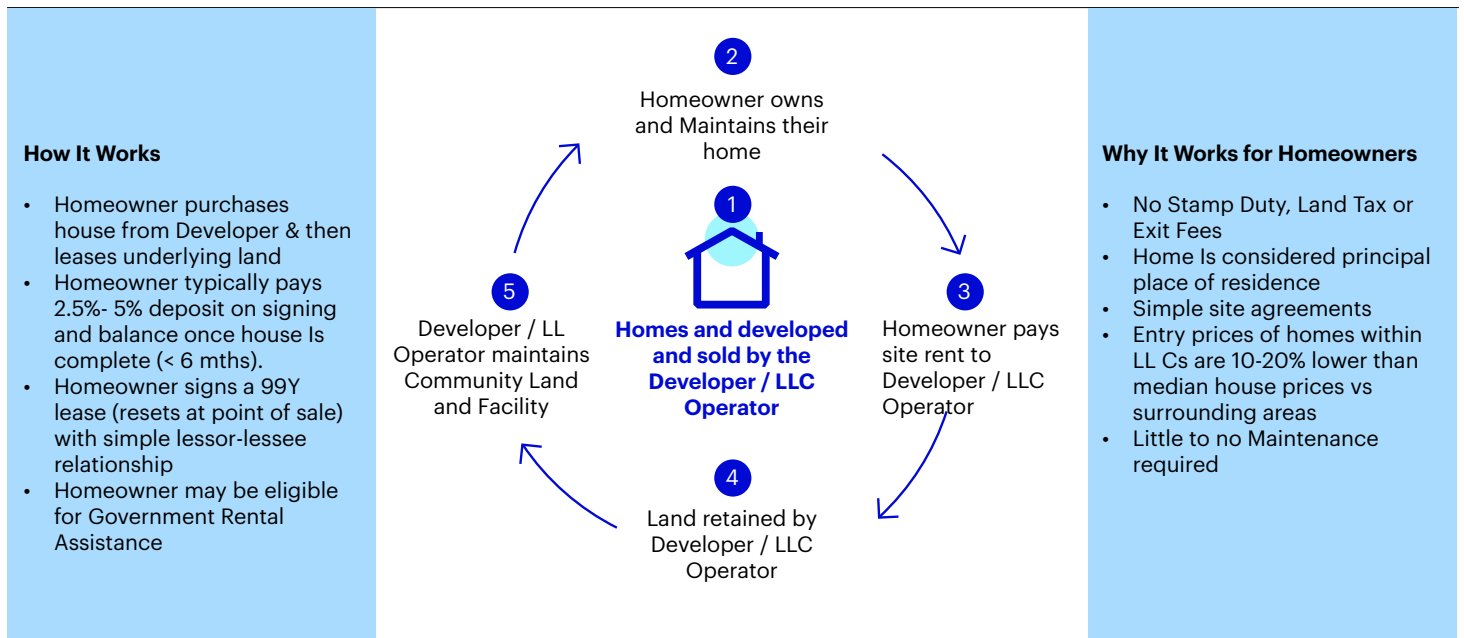 How It Works
• Homeowner purchases
house from Developer & then
leases underlying land
• Homeowner typically pays
2.5%- 5% deposit on signing
and balance once house Is
complete (< 6 mths).
• Homeowner signs a 99Y
lease (resets at point of sale)
with simple lessor-lessee
relationship
• Homeowner may be eligible
for Government Rental
Assistance
2
Homeowner owns
and Maintains their
home
1
Homes and developed
and sold by the
Developer / LLC
Operator
3
Homeowner pays
site rent to
Developer / LLC
Operator
4
Land retained by
Developer / LLC
Operator
5
Developer / LL
Operator maintains
Community Land
and Facility
Why It Works for Homeowners
• No Stamp Duty, Land Tax or
Exit Fees
• Home Is considered principal
place of residence
• Simple site agreements
• Entry prices of homes within
LL Cs are 10-20% lower than
median house prices vs
surrounding areas
• Little to no Maintenance
required